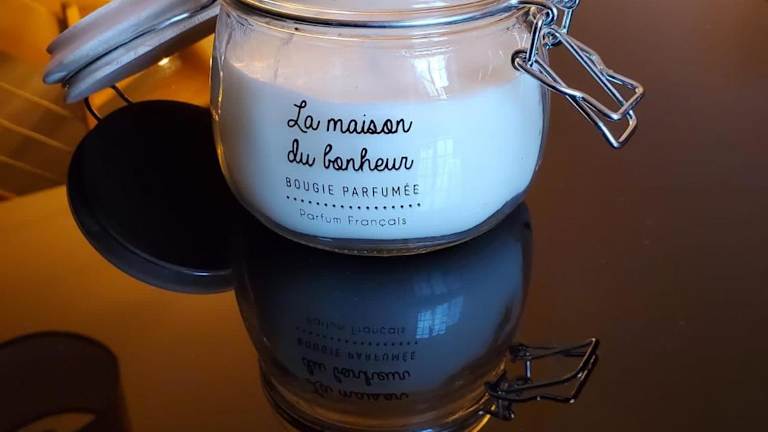 La maison
du bonheur
BOUGIE PARFUMÉE
Parfum Français